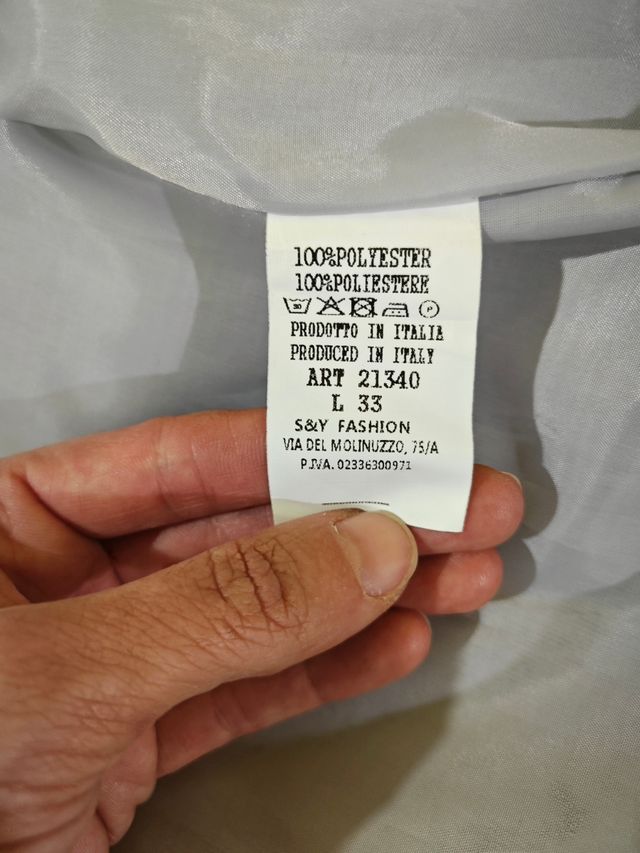 100%POLYESTER
100%POLIESTERE
PRODOTTO IN ITALIA
PRODUCED IN ITALY
ART 21340
L 33
S&Y FASHION
VIA DEL MOLINUZZO, 75/A
P.IVA. 02336300971